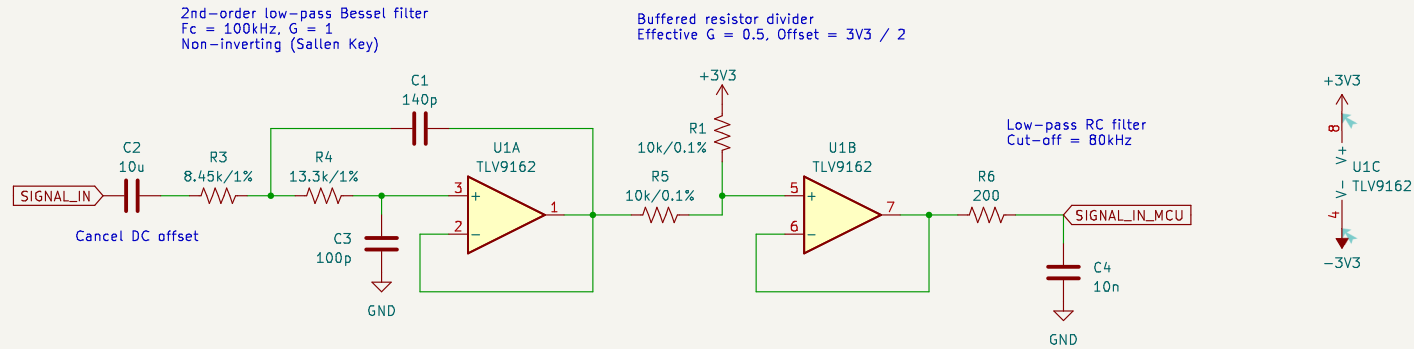 2nd-order low-pass Bessel filter
Fc = 100kHz, G = 1
Non-inverting (Sallen Key)
Buffered resistor divider
Effective G = 0.5, Offset = 3V3 / 2
+3V3
+3V3
C1
140p
Low-pass RC filter
Cut-off = 80kHz
R1
10k/0.1%
8
C2
10u
R3
8.45k/1%
R4
13.3k/1%
U1A
TLV9162
R5
10k/0.1%
U1B
TLV9162
V+
V-
U1C
TLV9162
R6
200
SIGNAL_IN
3
+
1
2
-
5
+
7
6
-
SIGNAL_IN_MCU
4
Cancel DC offset
C3
100p
GND
C4
10n
GND
-3V3